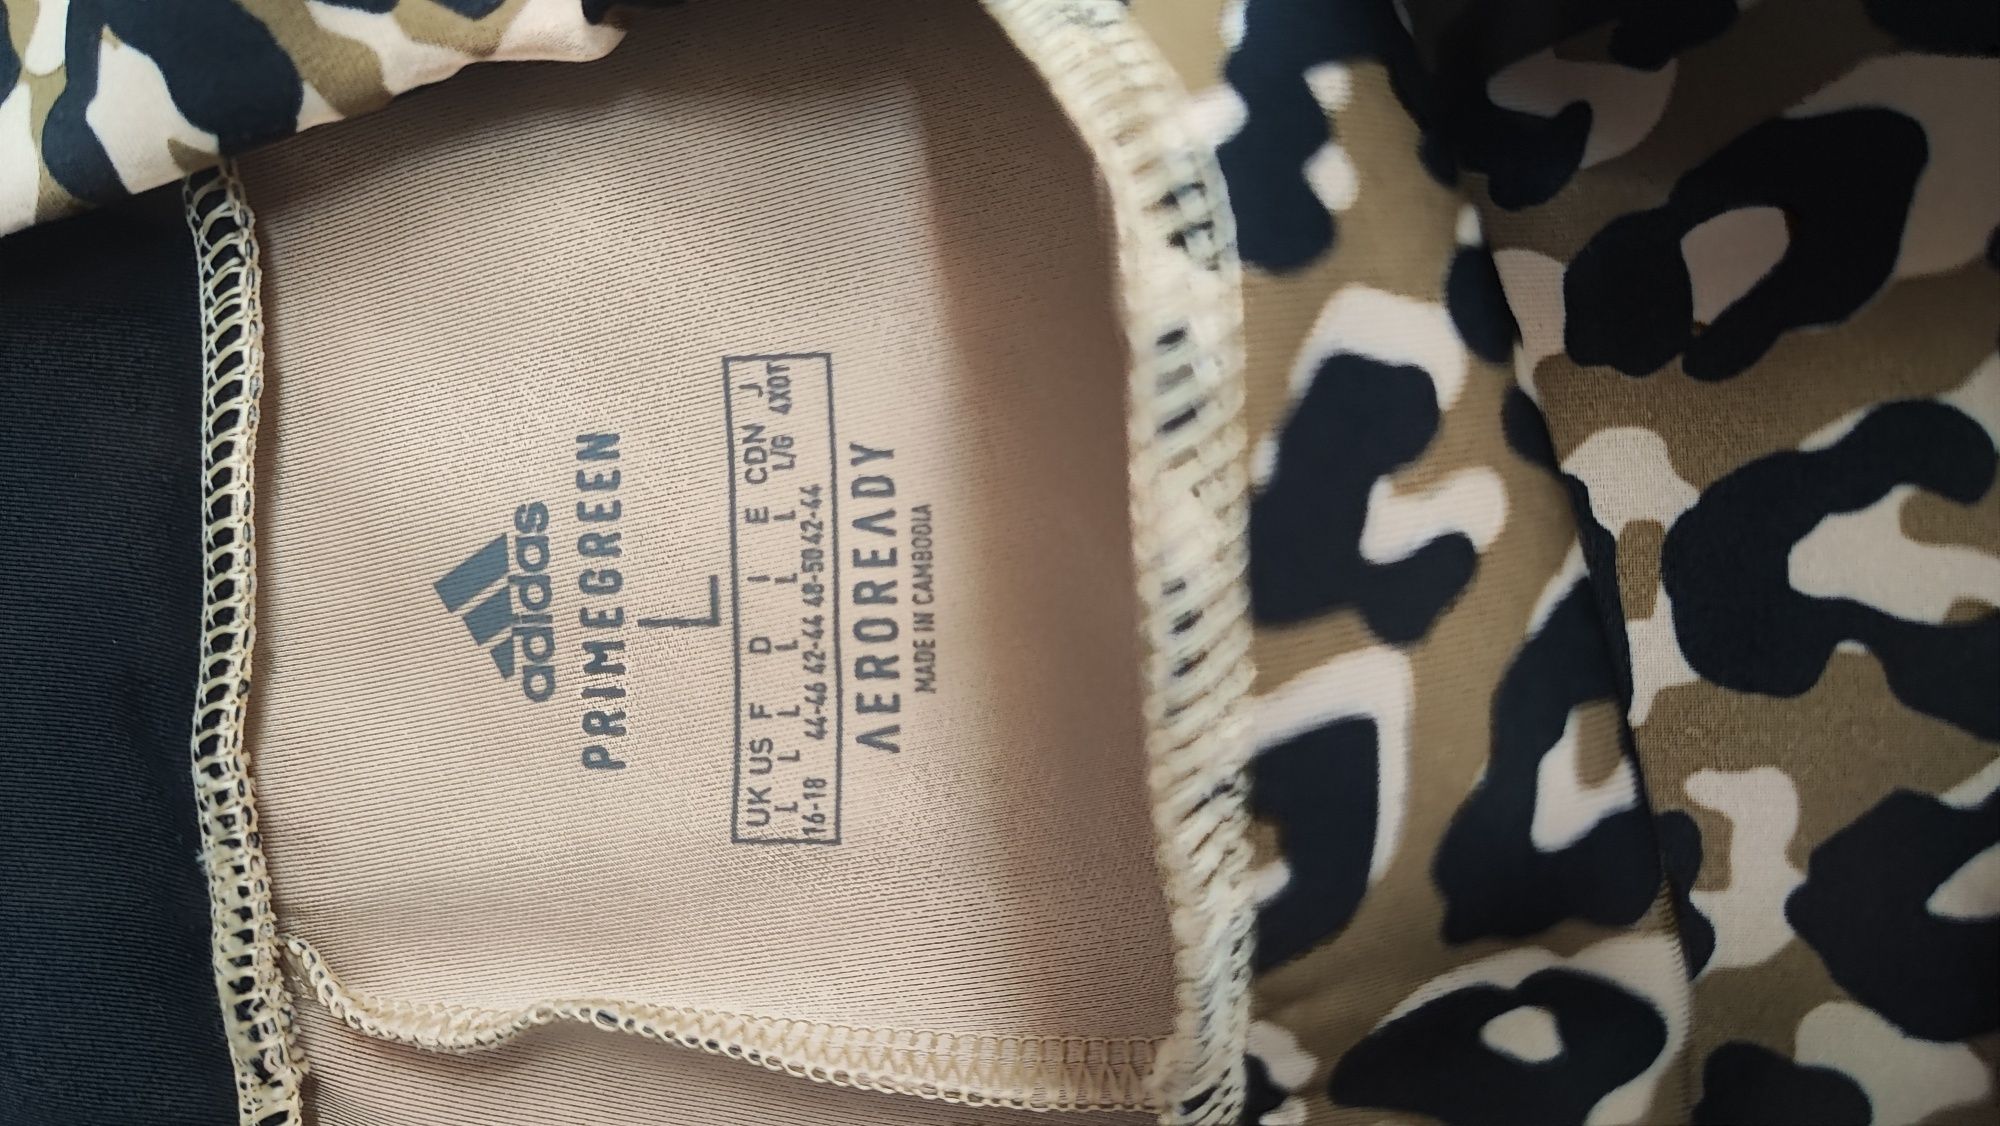 adidas
PRIMEGREEN
L
UK US F D I E CDN J
L L L L L L L/G 4XOT
16-18 44-46 42-44 48-50 42-44
AEROREADY
MADE IN CAMBODIA